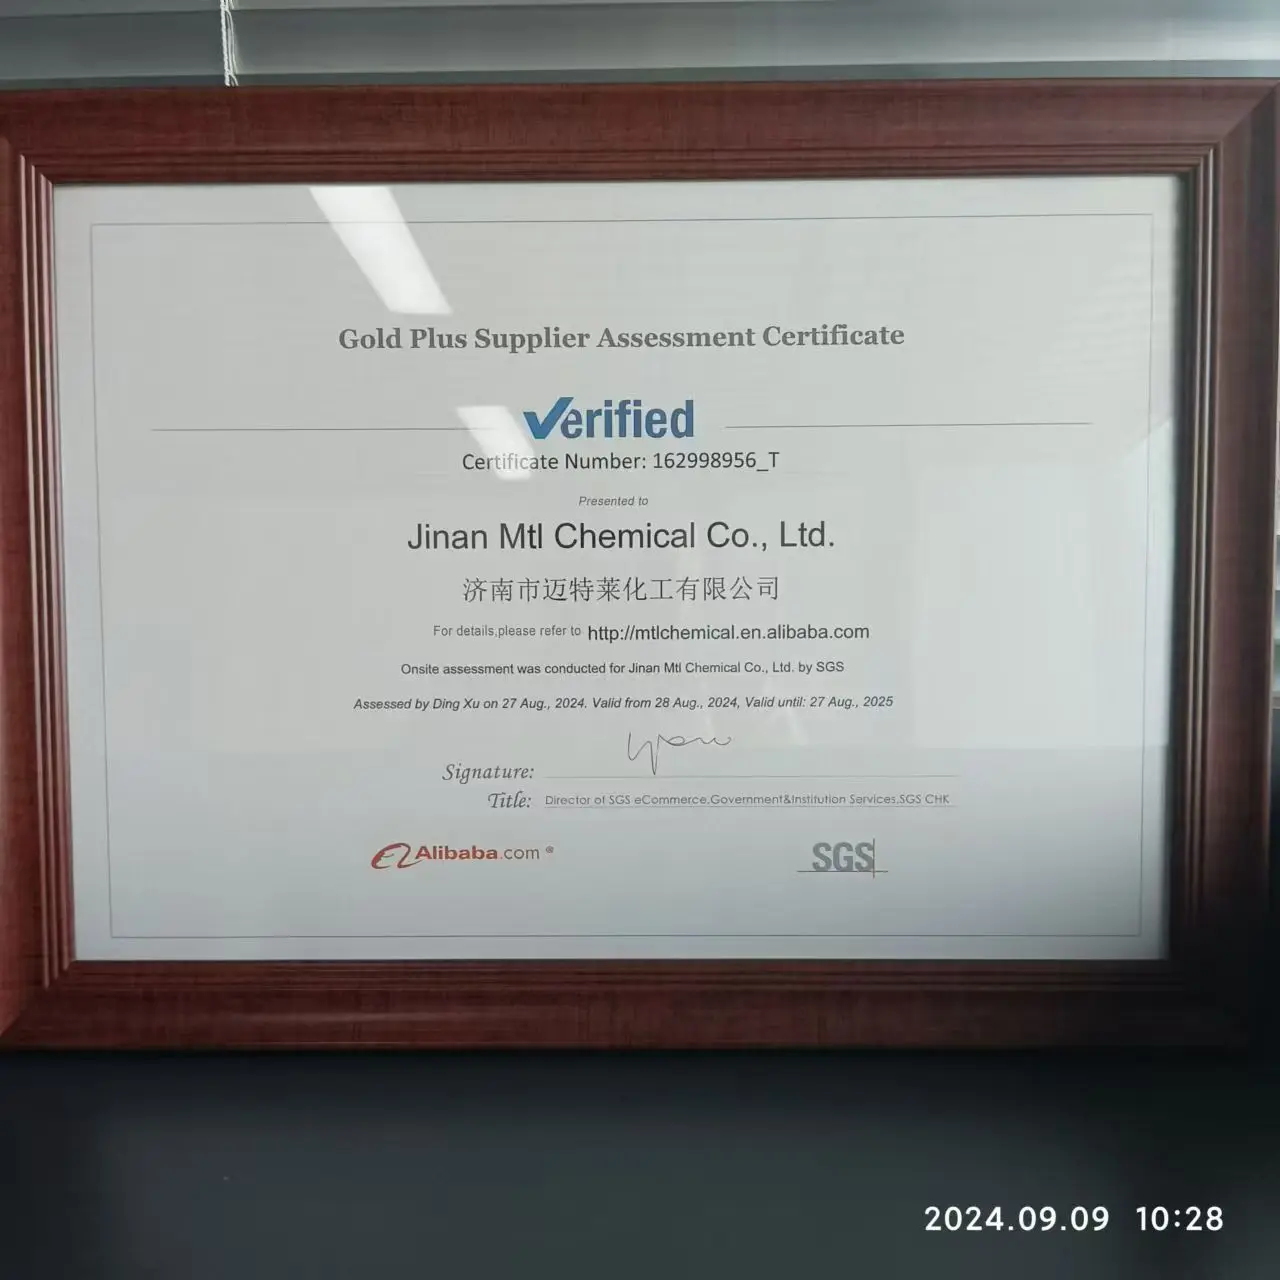 Gold Plus Supplier Assessment Certificate
Verified
Certificate Number: 162998956_T
Presented to
Jinan Mtl Chemical Co., Ltd.
济南市迈特莱化工有限公司
For details,please refer to http://mtlchemical.en.alibaba.com
Onsite assessment was conducted for Jinan Mtl Chemical Co., Ltd. by SGS
Assessed by Ding Xu on 27 Aug., 2024. Valid from 28 Aug., 2024, Valid until: 27 Aug., 2025
Signature:
Title: Director of SGS eCommerce,Government&Institution Services,SGS CHK
Alibaba.com ® SGS
2024.09.09 10:28